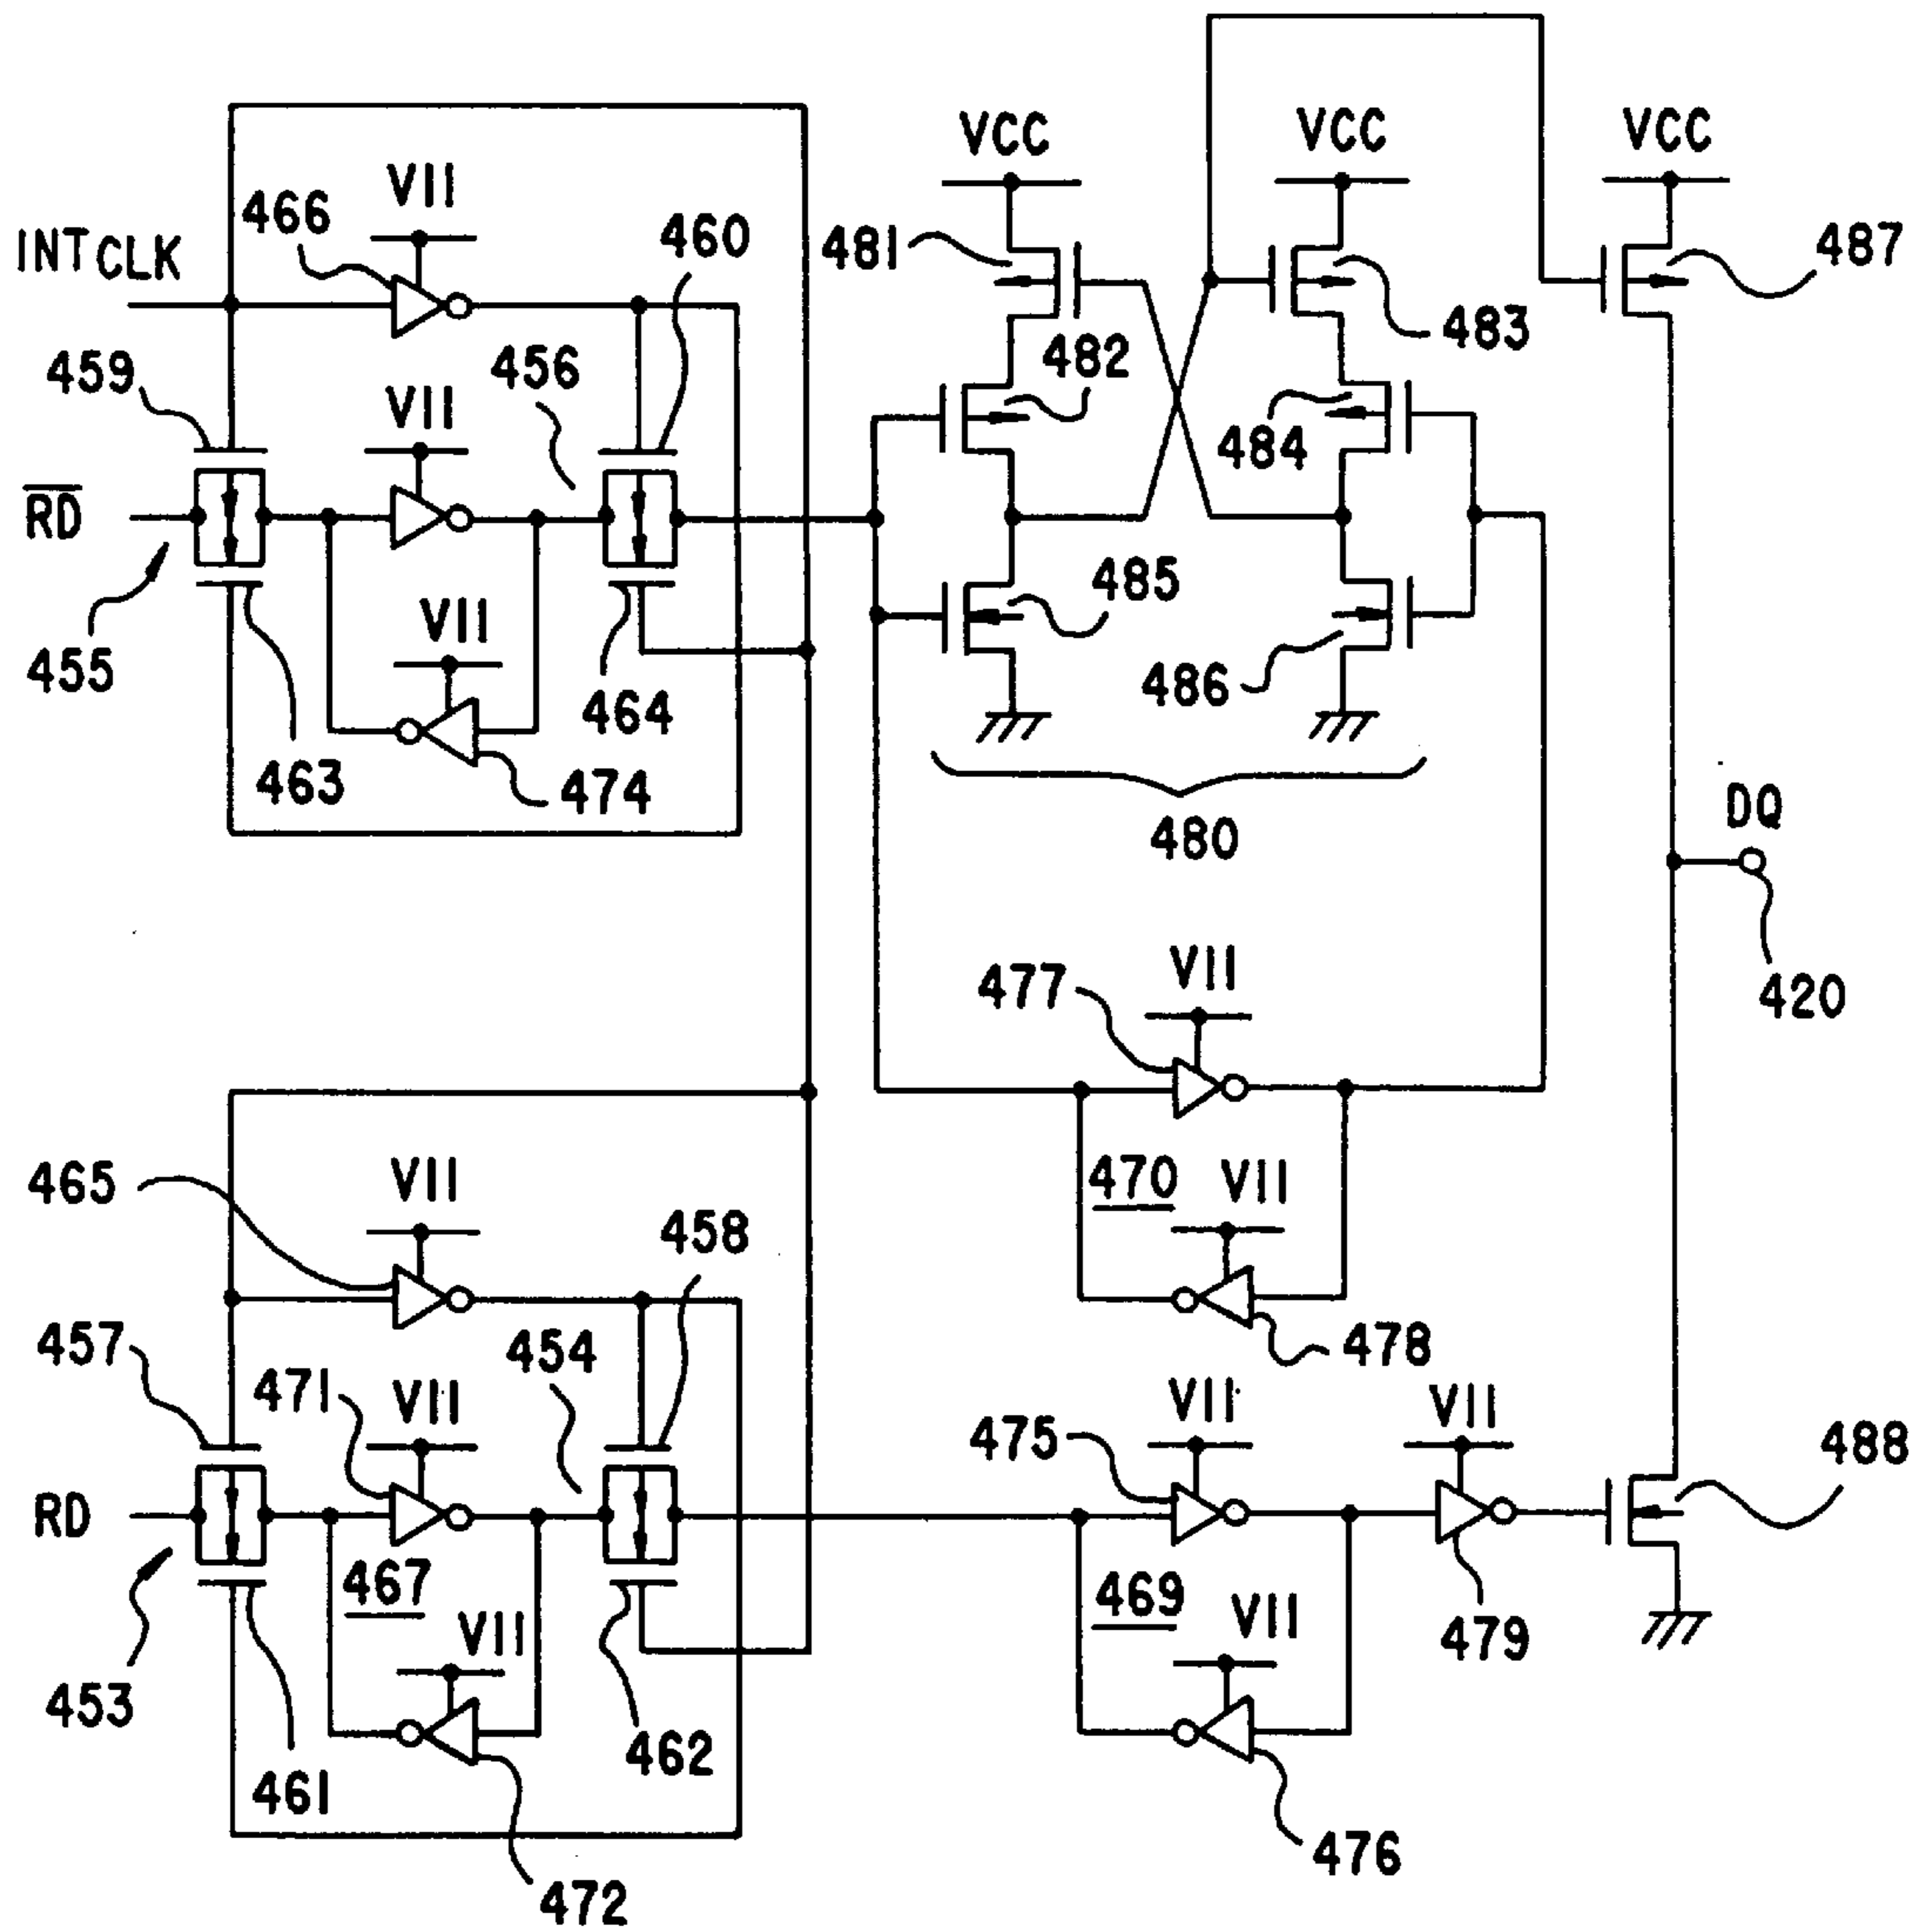 VCC VCC VCC
VII
466 460 481 487
INTCLK
483
459 456 482
VII
484
R̅D̅
485
VII
455 464 486
463 474
480 DQ
477 VII 420
465 VII 470 VII
458
457 454 478
471 VII 475 VII VII 488
RD
467 469 VII
VII 479
453 462
461
476
472